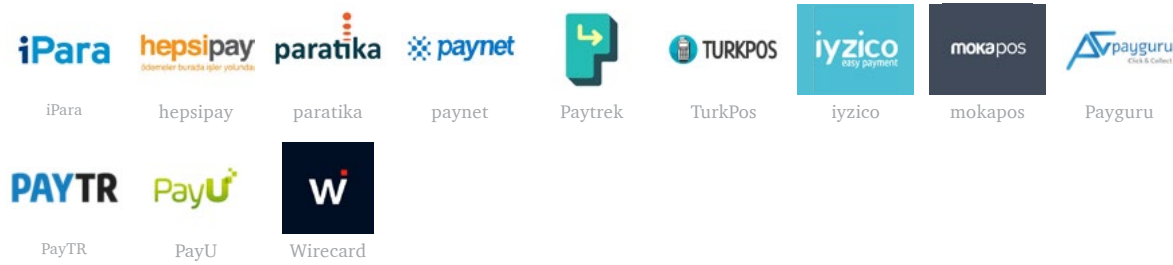 iPara
hepsipay
ödemeler burada işler yolunda
paratika
paynet
TURKPOS
iyzico
easy payment
mokapos
payguru
Click & Collect
iPara
hepsipay
paratika
paynet
Paytrek
TurkPos
iyzico
mokapos
Payguru
PAYTR
PayU
w
PayTR
PayU
Wirecard